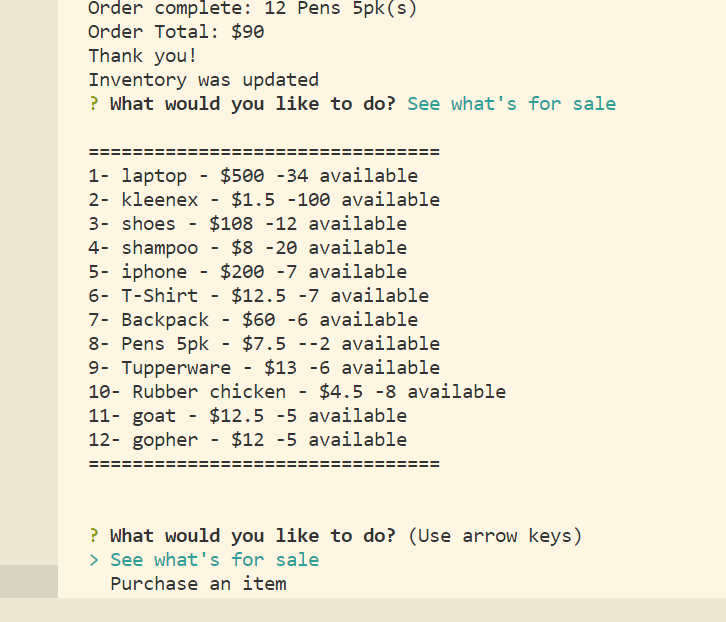 Order complete: 12 Pens 5pk(s)
Order Total: $90
Thank you!
Inventory was updated
? What would you like to do? See what's for sale
================================
1- laptop - $500 -34 available
2- kleenex - $1.5 -100 available
3- shoes - $108 -12 available
4- shampoo - $8 -20 available
5- iphone - $200 -7 available
6- T-Shirt - $12.5 -7 available
7- Backpack - $60 -6 available
8- Pens 5pk - $7.5 --2 available
9- Tupperware - $13 -6 available
10- Rubber chicken - $4.5 -8 available
11- goat - $12.5 -5 available
12- gopher - $12 -5 available
================================
? What would you like to do? (Use arrow keys)
> See what's for sale
Purchase an item